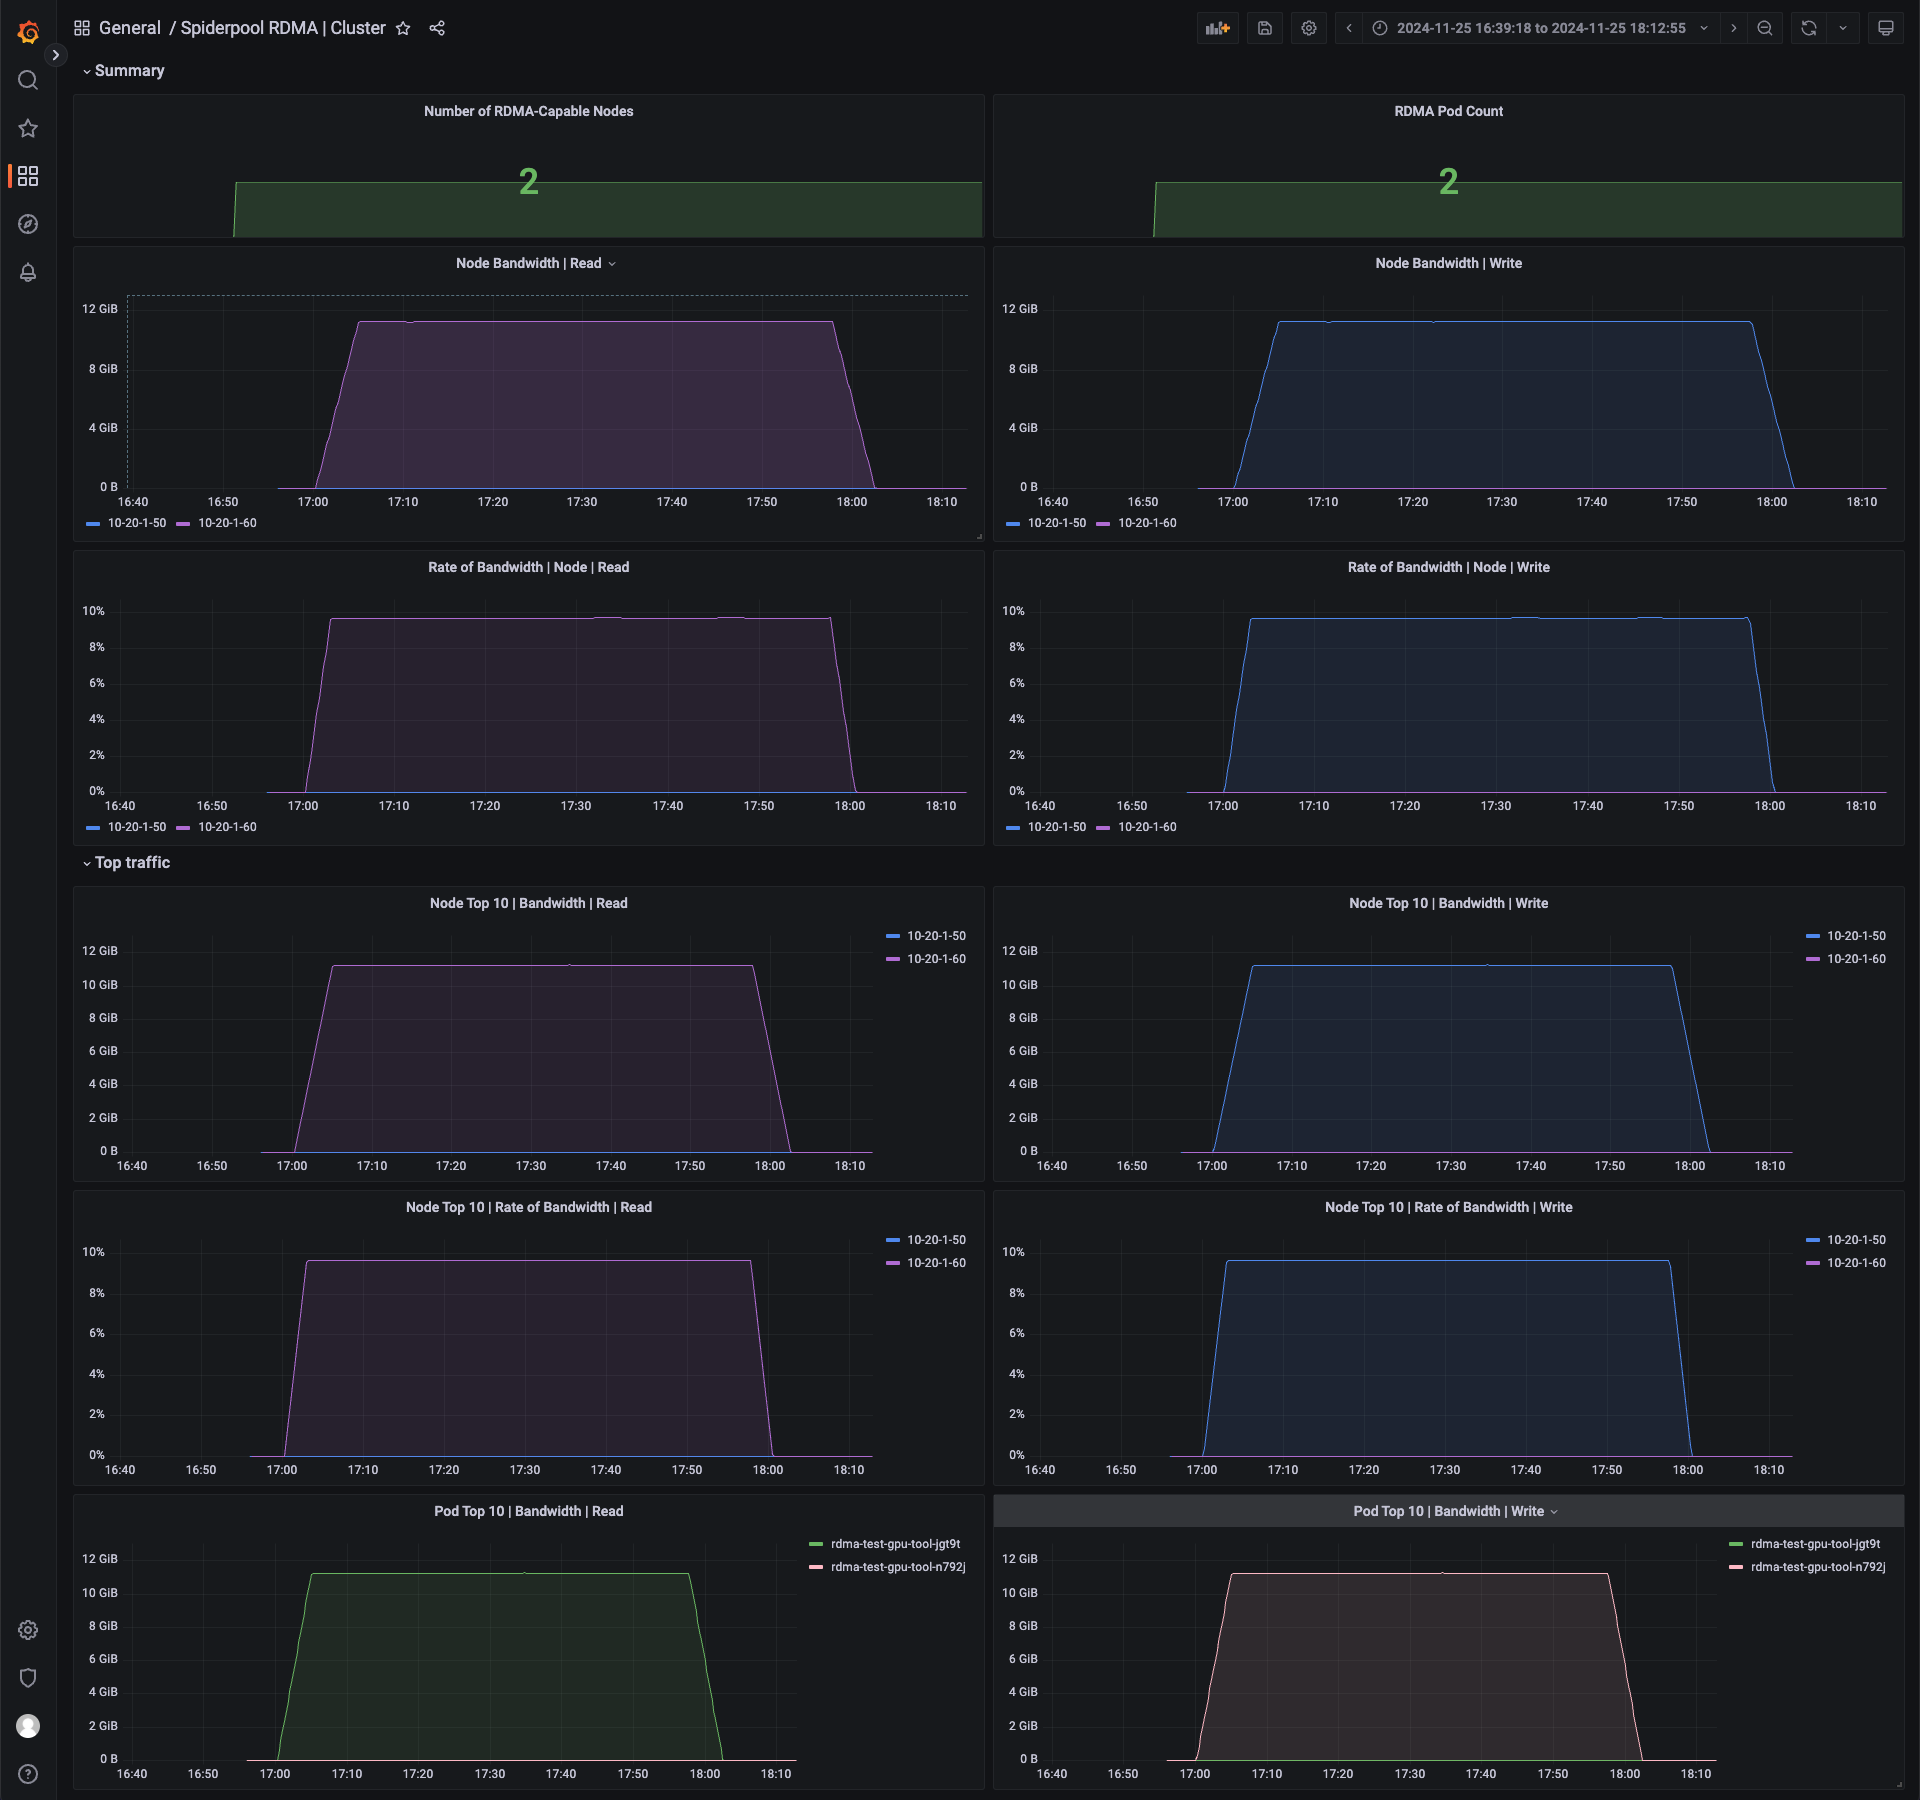 General / Spiderpool RDMA | Cluster
2024-11-25 16:39:18 to 2024-11-25 18:12:55
Summary
Number of RDMA-Capable Nodes
2
RDMA Pod Count
2
Node Bandwidth | Read
12 GiB
8 GiB
4 GiB
0 B
16:40 16:50 17:00 17:10 17:20 17:30 17:40 17:50 18:00 18:10
10-20-1-50 10-20-1-60
Node Bandwidth | Write
12 GiB
8 GiB
4 GiB
0 B
16:40 16:50 17:00 17:10 17:20 17:30 17:40 17:50 18:00 18:10
10-20-1-50 10-20-1-60
Rate of Bandwidth | Node | Read
10%
8%
6%
4%
2%
0%
16:40 16:50 17:00 17:10 17:20 17:30 17:40 17:50 18:00 18:10
10-20-1-50 10-20-1-60
Rate of Bandwidth | Node | Write
10%
8%
6%
4%
2%
0%
16:40 16:50 17:00 17:10 17:20 17:30 17:40 17:50 18:00 18:10
10-20-1-50 10-20-1-60
Top traffic
Node Top 10 | Bandwidth | Read
12 GiB
10 GiB
8 GiB
6 GiB
4 GiB
2 GiB
0 B
16:40 16:50 17:00 17:10 17:20 17:30 17:40 17:50 18:00 18:10
10-20-1-50
10-20-1-60
Node Top 10 | Bandwidth | Write
12 GiB
10 GiB
8 GiB
6 GiB
4 GiB
2 GiB
0 B
16:40 16:50 17:00 17:10 17:20 17:30 17:40 17:50 18:00 18:10
10-20-1-50
10-20-1-60
Node Top 10 | Rate of Bandwidth | Read
10%
8%
6%
4%
2%
0%
16:40 16:50 17:00 17:10 17:20 17:30 17:40 17:50 18:00 18:10
10-20-1-50
10-20-1-60
Node Top 10 | Rate of Bandwidth | Write
10%
8%
6%
4%
2%
0%
16:40 16:50 17:00 17:10 17:20 17:30 17:40 17:50 18:00 18:10
10-20-1-50
10-20-1-60
Pod Top 10 | Bandwidth | Read
12 GiB
10 GiB
8 GiB
6 GiB
4 GiB
2 GiB
0 B
16:40 16:50 17:00 17:10 17:20 17:30 17:40 17:50 18:00 18:10
rdma-test-gpu-tool-jgt9t
rdma-test-gpu-tool-n792j
Pod Top 10 | Bandwidth | Write
12 GiB
10 GiB
8 GiB
6 GiB
4 GiB
2 GiB
0 B
16:40 16:50 17:00 17:10 17:20 17:30 17:40 17:50 18:00 18:10
rdma-test-gpu-tool-jgt9t
rdma-test-gpu-tool-n792j